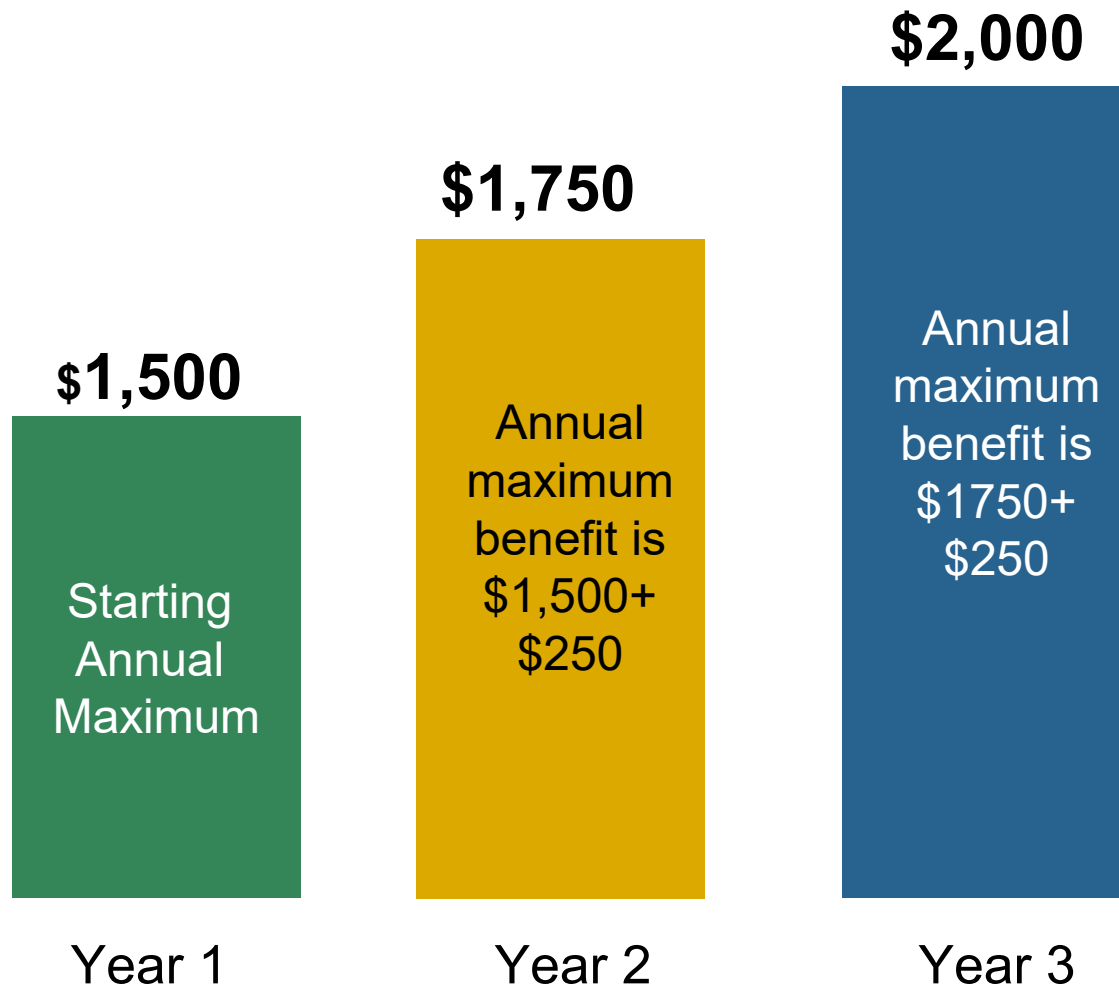 $1,500
Starting
Annual
Maximum
Year 1
$1,750
Annual
maximum
benefit is
$1,500+
$250
Year 2
$2,000
Annual
maximum
benefit is
$1750+
$250
Year 3